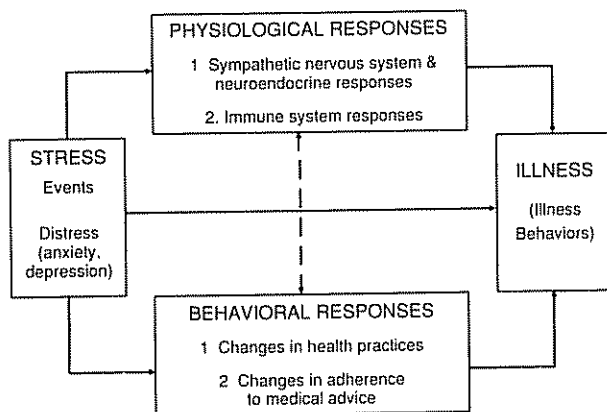 PHYSIOLOGICAL RESPONSES
1 Sympathetic nervous system &
neuroendocrine responses
2. Immune system responses
STRESS
Events
Distress
(anxiety,
depression)
ILLNESS
(Illness
Behaviors)
BEHAVIORAL RESPONSES
1 Changes in health practices
2 Changes in adherence
to medical advice